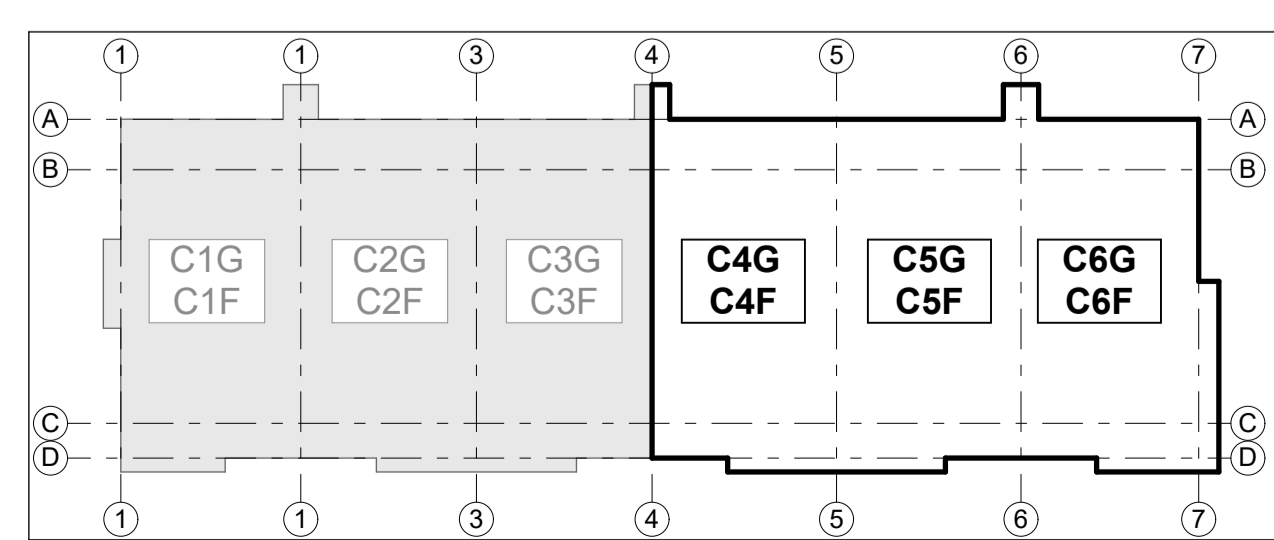 1 1 3 4 5 6 7
A A
B B
C1G C2G C3G C4G C5G C6G
C1F C2F C3F C4F C5F C6F
C C
D D
1 1 3 4 5 6 7